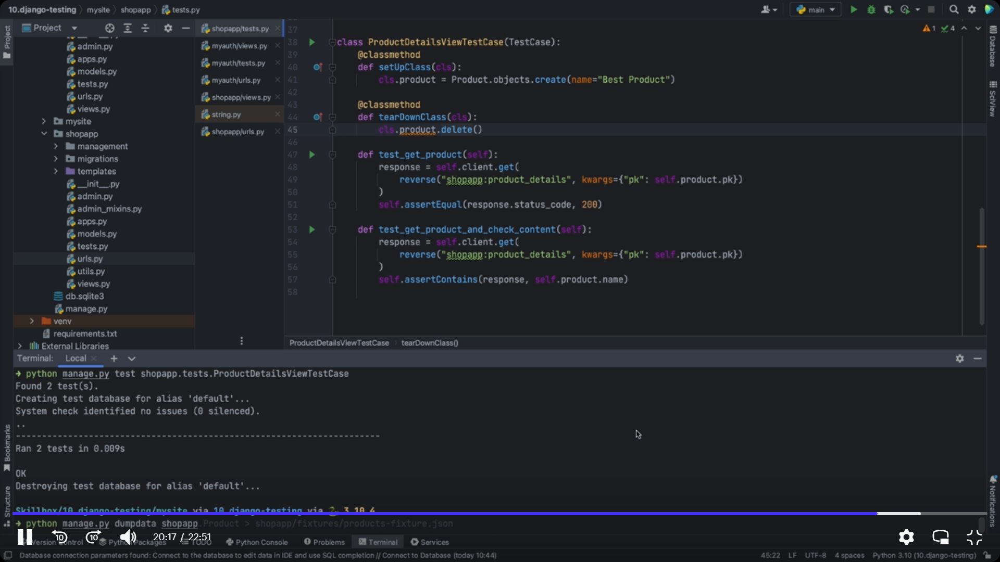 10.django-testing mysite shopapp tests.py
main
Project
admin.py
apps.py
models.py
tests.py
urls.py
views.py
mysite
shopapp
management
migrations
templates
__init__.py
admin.py
admin_mixins.py
apps.py
models.py
tests.py
urls.py
utils.py
views.py
db.sqlite3
manage.py
venv
requirements.txt
External Libraries
shopapp/tests.py
myauth/views.py
myauth/tests.py
myauth/urls.py
shopapp/views.py
string.py
shopapp/urls.py
1 4
37
38 class ProductDetailsViewTestCase(TestCase):
39 @classmethod
40 def setUpClass(cls):
41 cls.product = Product.objects.create(name="Best Product")
42
43 @classmethod
44 def tearDownClass(cls):
45 cls.product.delete()
46
47 def test_get_product(self):
48 response = self.client.get(
49 reverse("shopapp:product_details", kwargs={"pk": self.product.pk})
50 )
51 self.assertEqual(response.status_code, 200)
52
53 def test_get_product_and_check_content(self):
54 response = self.client.get(
55 reverse("shopapp:product_details", kwargs={"pk": self.product.pk})
56 )
57 self.assertContains(response, self.product.name)
58
ProductDetailsViewTestCase tearDownClass()
Project
Bookmarks
Structure
Database
SciView
Notifications
Terminal: Local
python manage.py test shopapp.tests.ProductDetailsViewTestCase
Found 2 test(s).
Creating test database for alias 'default'...
System check identified no issues (0 silenced).
..
----------------------------------------------------------------------
Ran 2 tests in 0.009s
OK
Destroying test database for alias 'default'...
Skillbox/10.django-testing/mysite via 10.django-testing via 3.10.4
python manage.py dumpdata shopapp.Product > shopapp/fixtures/products-fixture.json
10 10 20:17 / 22:51
Version Control Python Packages TODO Python Console Problems Terminal Services
Database connection parameters found: Connect to the database to edit data in IDE and use SQL completion // Connect to Database (today 10:44) 45:22 LF UTF-8 4 spaces Python 3.10 (10.django-testing)